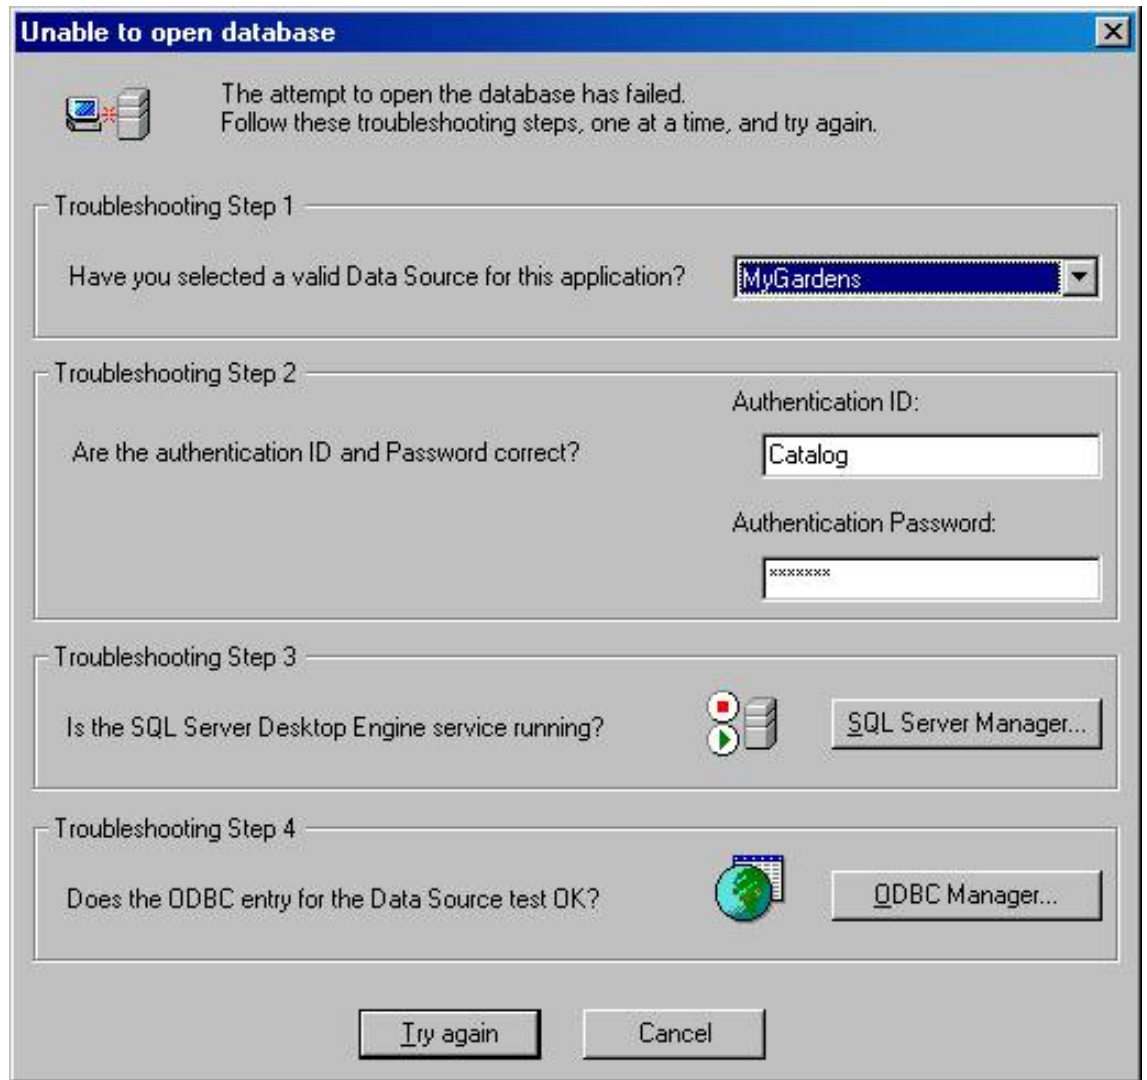 Unable to open database
The attempt to open the database has failed.
Follow these troubleshooting steps, one at a time, and try again.
Troubleshooting Step 1
Have you selected a valid Data Source for this application?
MyGardens
Troubleshooting Step 2
Authentication ID:
Are the authentication ID and Password correct?
Catalog
Authentication Password:
*******
Troubleshooting Step 3
Is the SQL Server Desktop Engine service running?
SQL Server Manager...
Troubleshooting Step 4
Does the ODBC entry for the Data Source test OK?
ODBC Manager...
Try again
Cancel